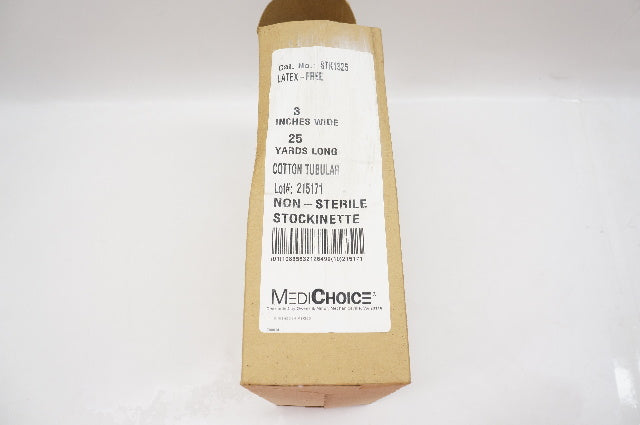 Cat. No.: STK1325
LATEX-FREE
3
INCHES WIDE
25
YARDS LONG
COTTON TUBULAR
Lot#: 215171
NON-STERILE
STOCKINETTE
MEDICHOICE